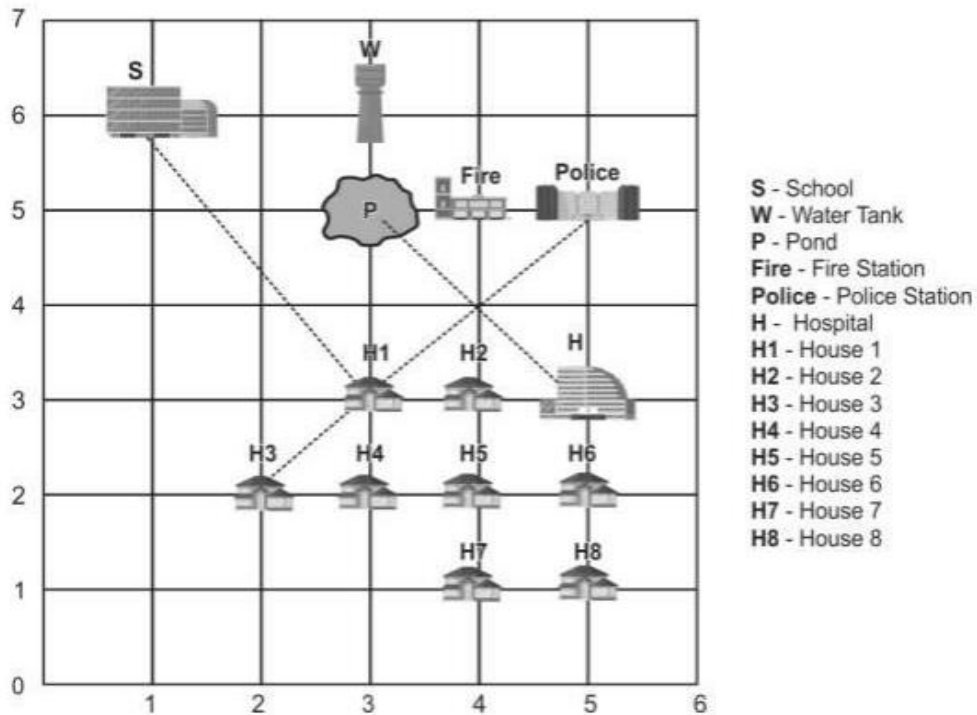 7
W
S
6
Fire
Police
P
5
4
H1
H2
H
3
H3
H4
H5
H6
2
H7
H8
1
0
1 2 3 4 5 6
S - School
W - Water Tank
P - Pond
Fire - Fire Station
Police - Police Station
H - Hospital
H1 - House 1
H2 - House 2
H3 - House 3
H4 - House 4
H5 - House 5
H6 - House 6
H7 - House 7
H8 - House 8